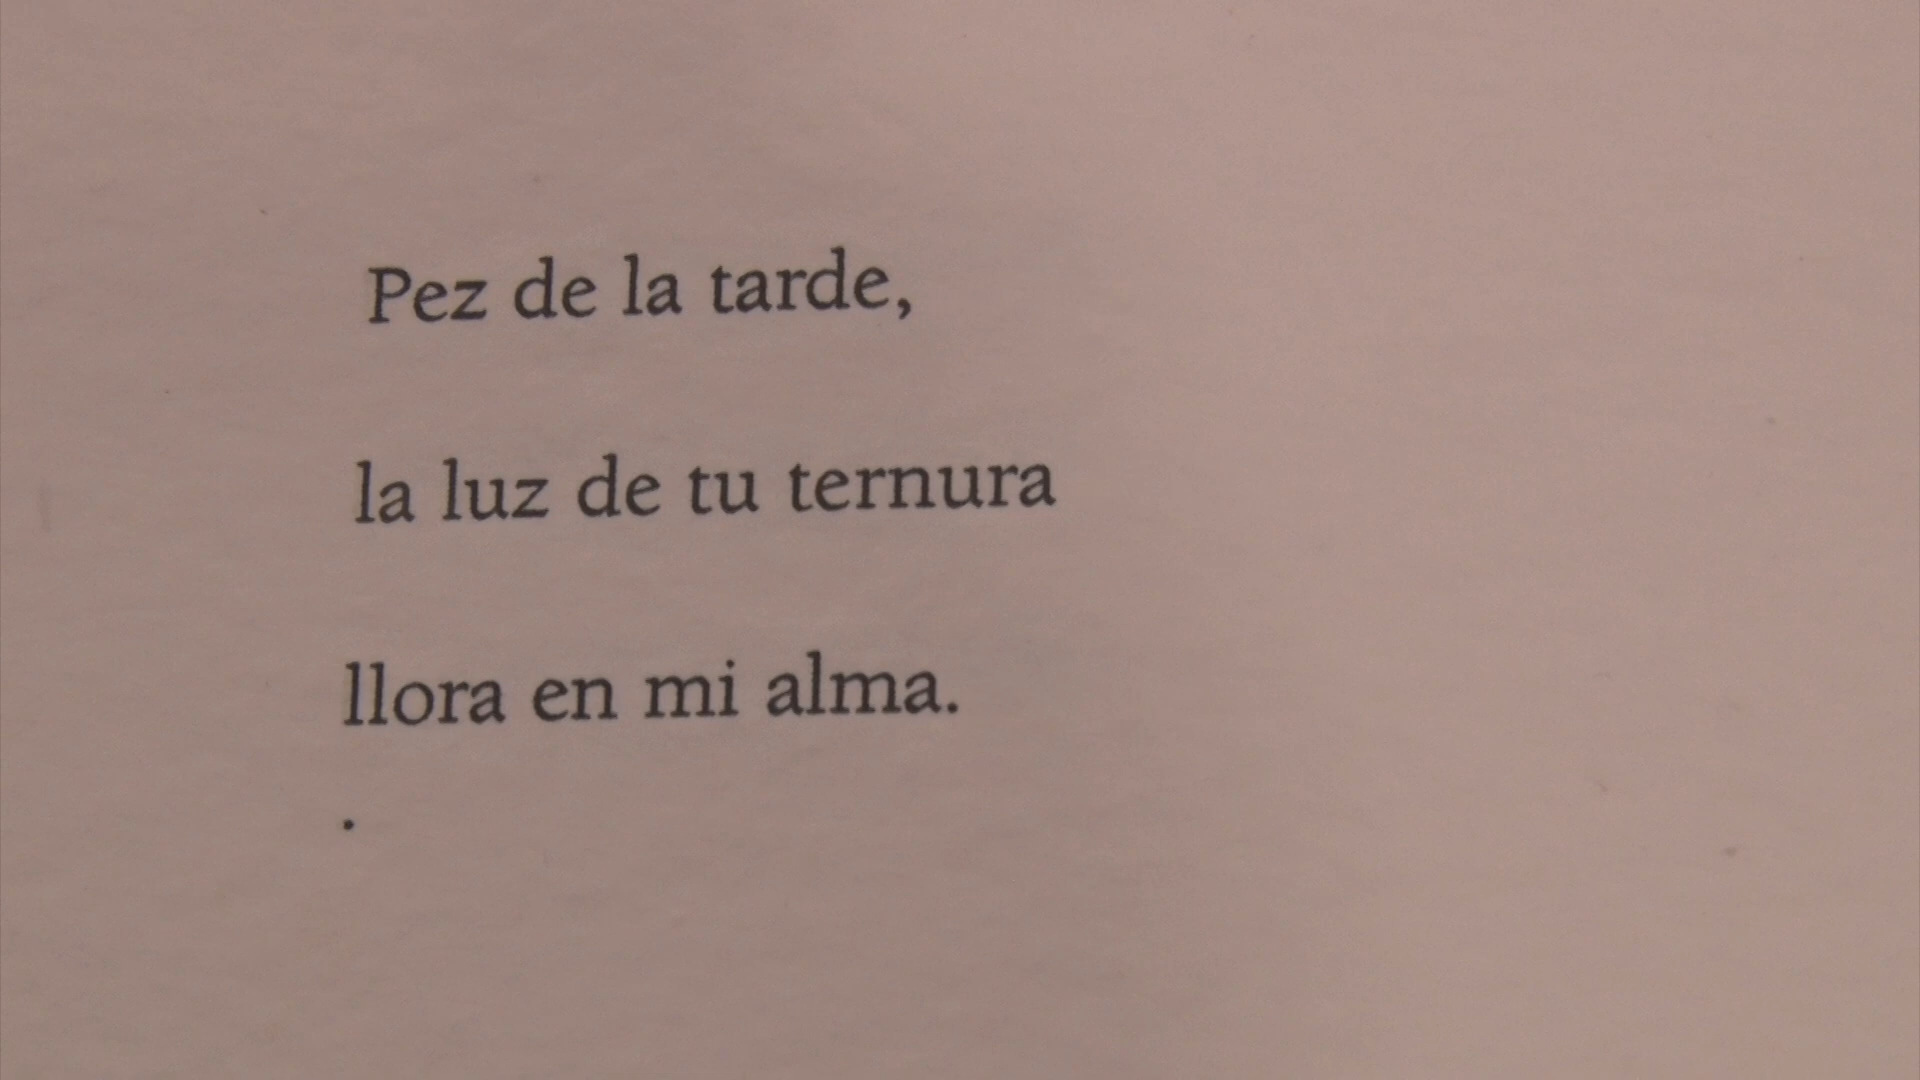 Pez de la tarde,
la luz de tu ternura
llora en mi alma.
.